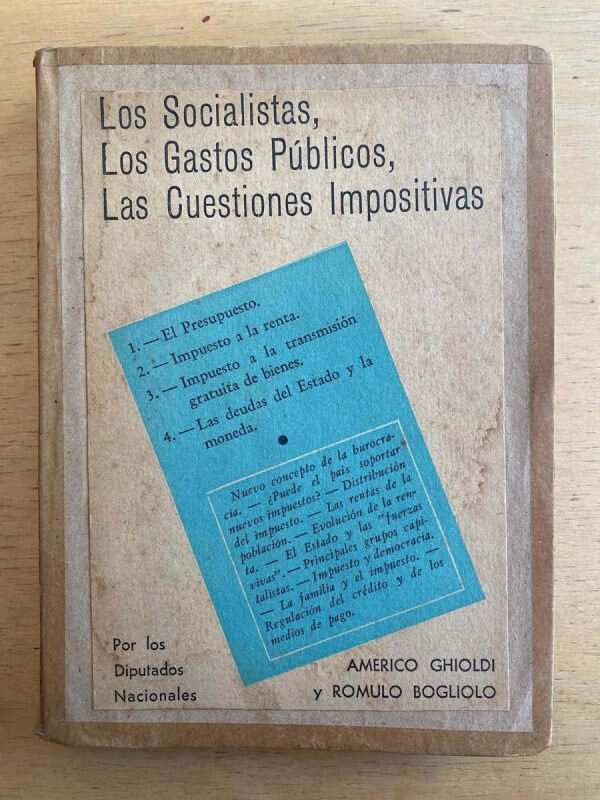 Los Socialistas,
Los Gastos Públicos,
Las Cuestiones Impositivas
1. — El Presupuesto.
2. — Impuesto a la renta.
3. — Impuesto a la transmisión
gratuita de bienes.
4. — Las deudas del Estado y la
moneda.
Nuevo concepto de la burocra-
cia. — ¿Puede el país soportar
nuevos impuestos? — Distribución
del impuesto. — Las rentas de la
población. — Evolución de la ren-
ta. — El Estado y las "fuerzas
vivas". — Principales grupos capi-
talistas. — Impuesto y democracia.
— La familia y el impuesto. —
Regulación del crédito y de los
medios de pago.
Por los
Diputados
Nacionales
AMERICO GHIOLDI
y ROMULO BOGLIOLO